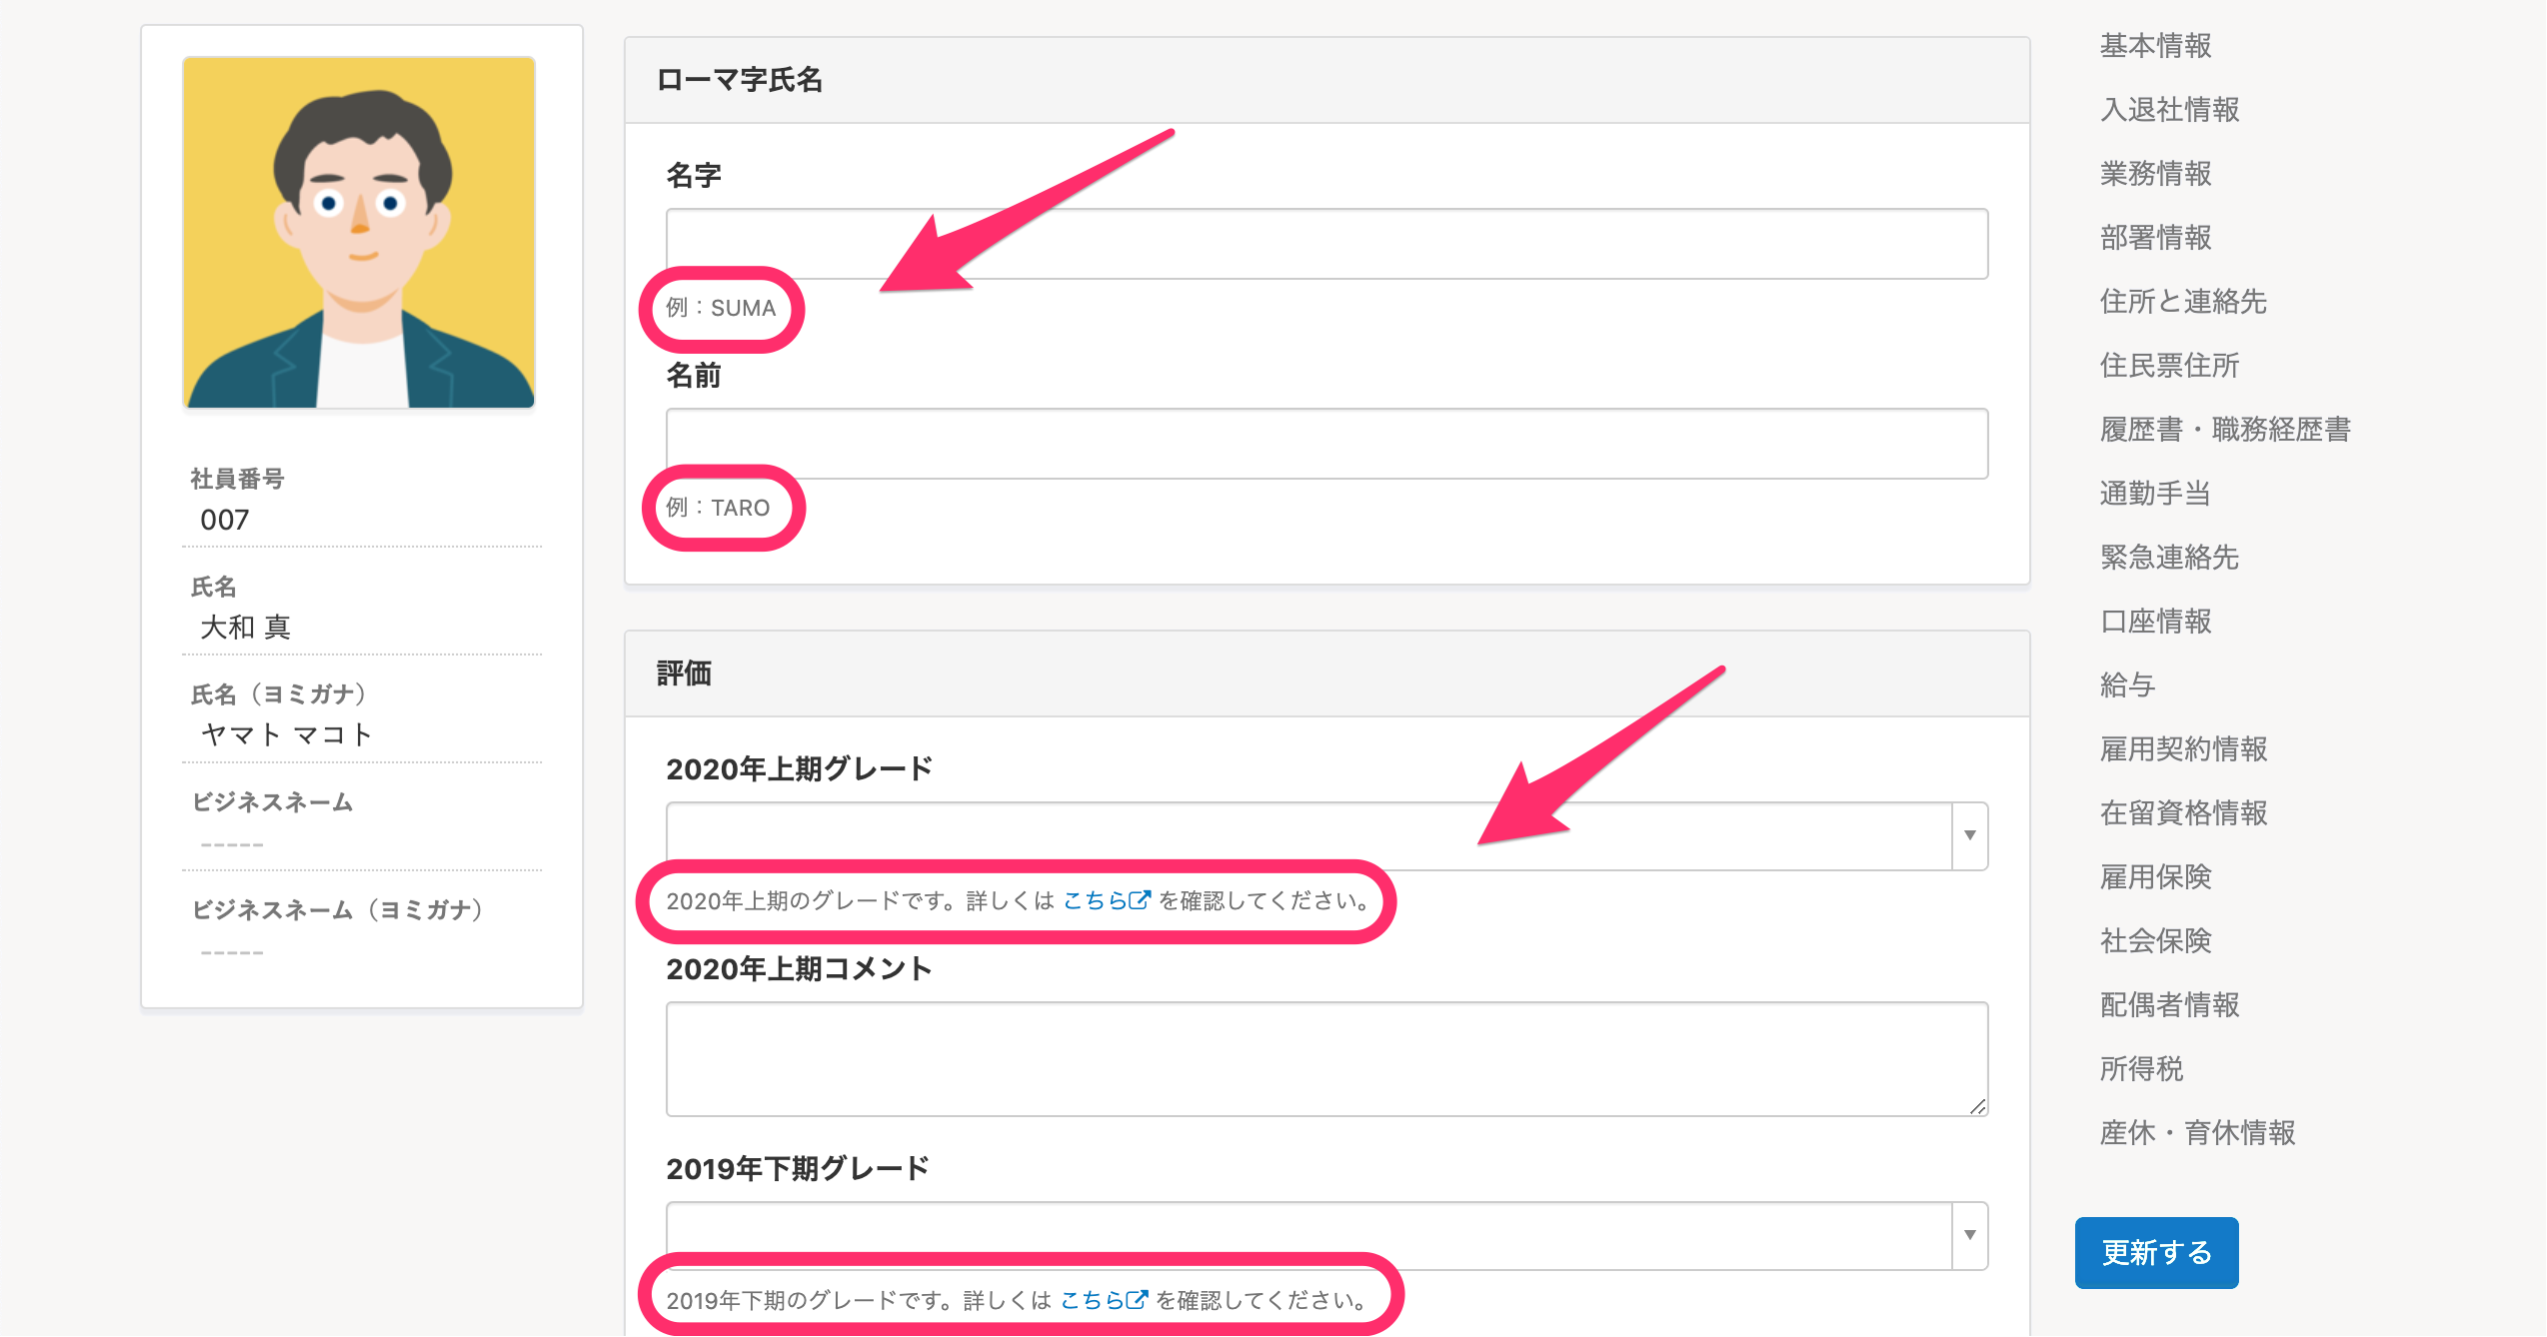 社員番号
007
氏名
大和 真
氏名（ヨミガナ）
ヤマト マコト
ビジネスネーム
-----
ビジネスネーム（ヨミガナ）
-----
ローマ字氏名
名字
例：SUMA
名前
例：TARO
評価
2020年上期グレード
2020年上期のグレードです。詳しくは こちら を確認してください。
2020年上期コメント
2019年下期グレード
2019年下期のグレードです。詳しくは こちら を確認してください。
基本情報
入退社情報
業務情報
部署情報
住所と連絡先
住民票住所
履歴書・職務経歴書
通勤手当
緊急連絡先
口座情報
給与
雇用契約情報
在留資格情報
雇用保険
社会保険
配偶者情報
所得税
産休・育休情報
更新する